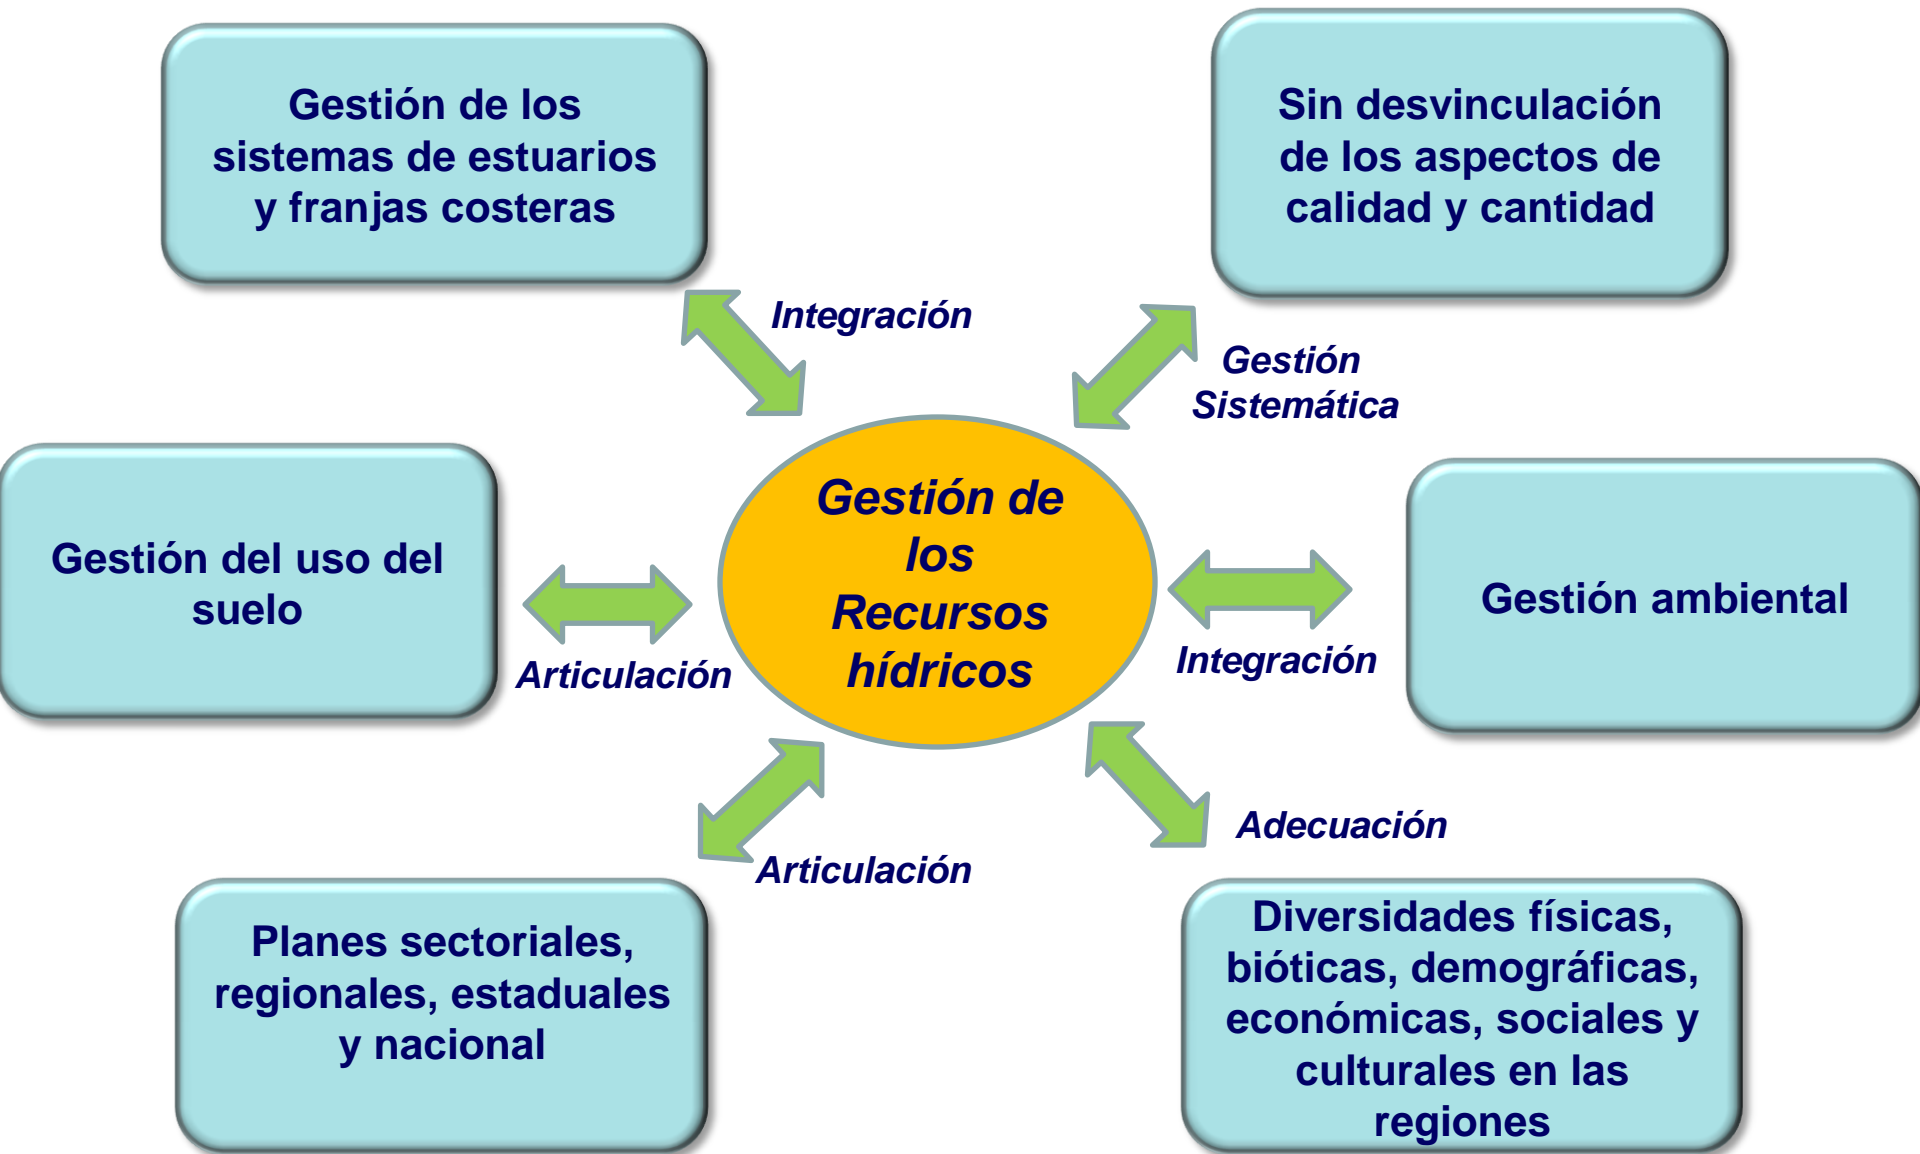 Gestión de los
sistemas de estuarios
y franjas costeras
Sin desvinculación
de los aspectos de
calidad y cantidad
Integración
Gestión
Sistemática
Gestión del uso del
suelo
Gestión de
los
Recursos
hídricos
Gestión ambiental
Articulación
Integración
Articulación
Adecuación
Planes sectoriales,
regionales, estaduales
y nacional
Diversidades físicas,
bióticas, demográficas,
económicas, sociales y
culturales en las
regiones